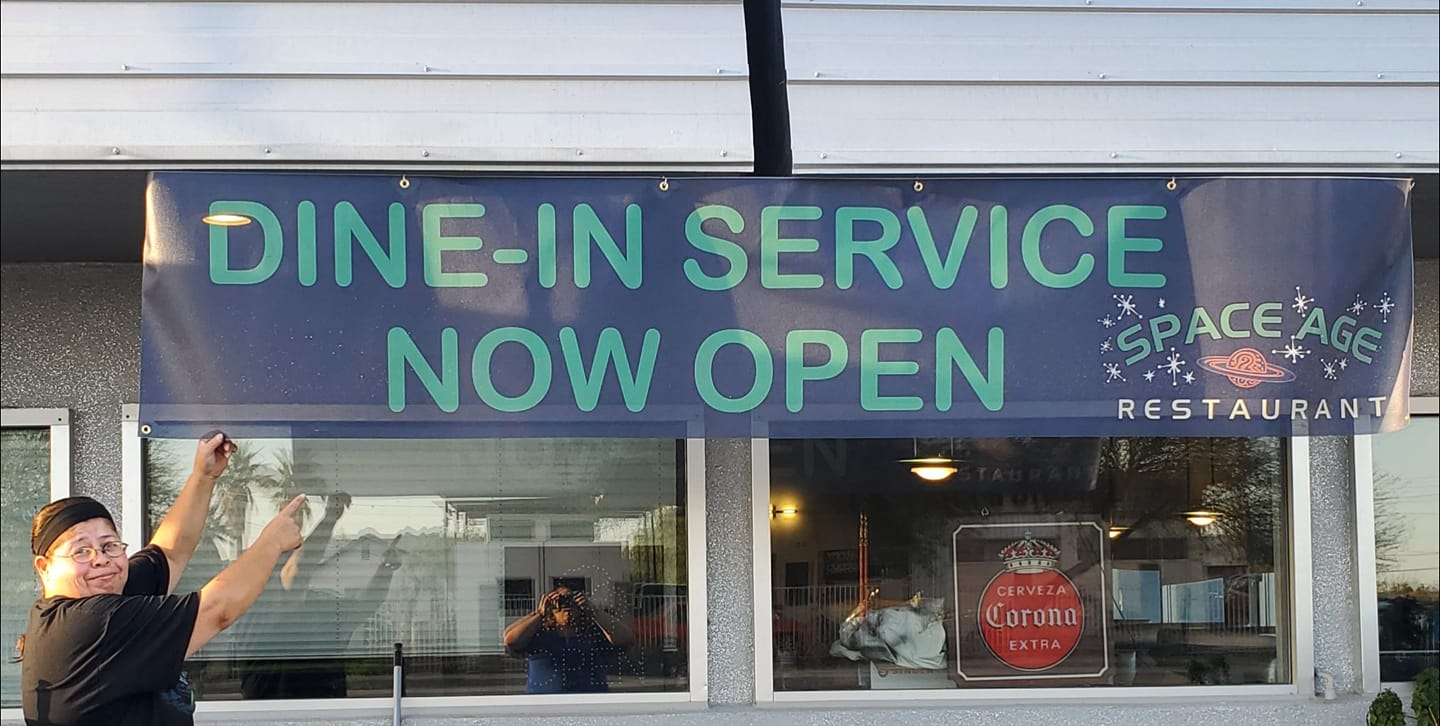 DINE-IN SERVICE
NOW OPEN
SPACE AGE
RESTAURANT
CERVEZA
Corona
EXTRA